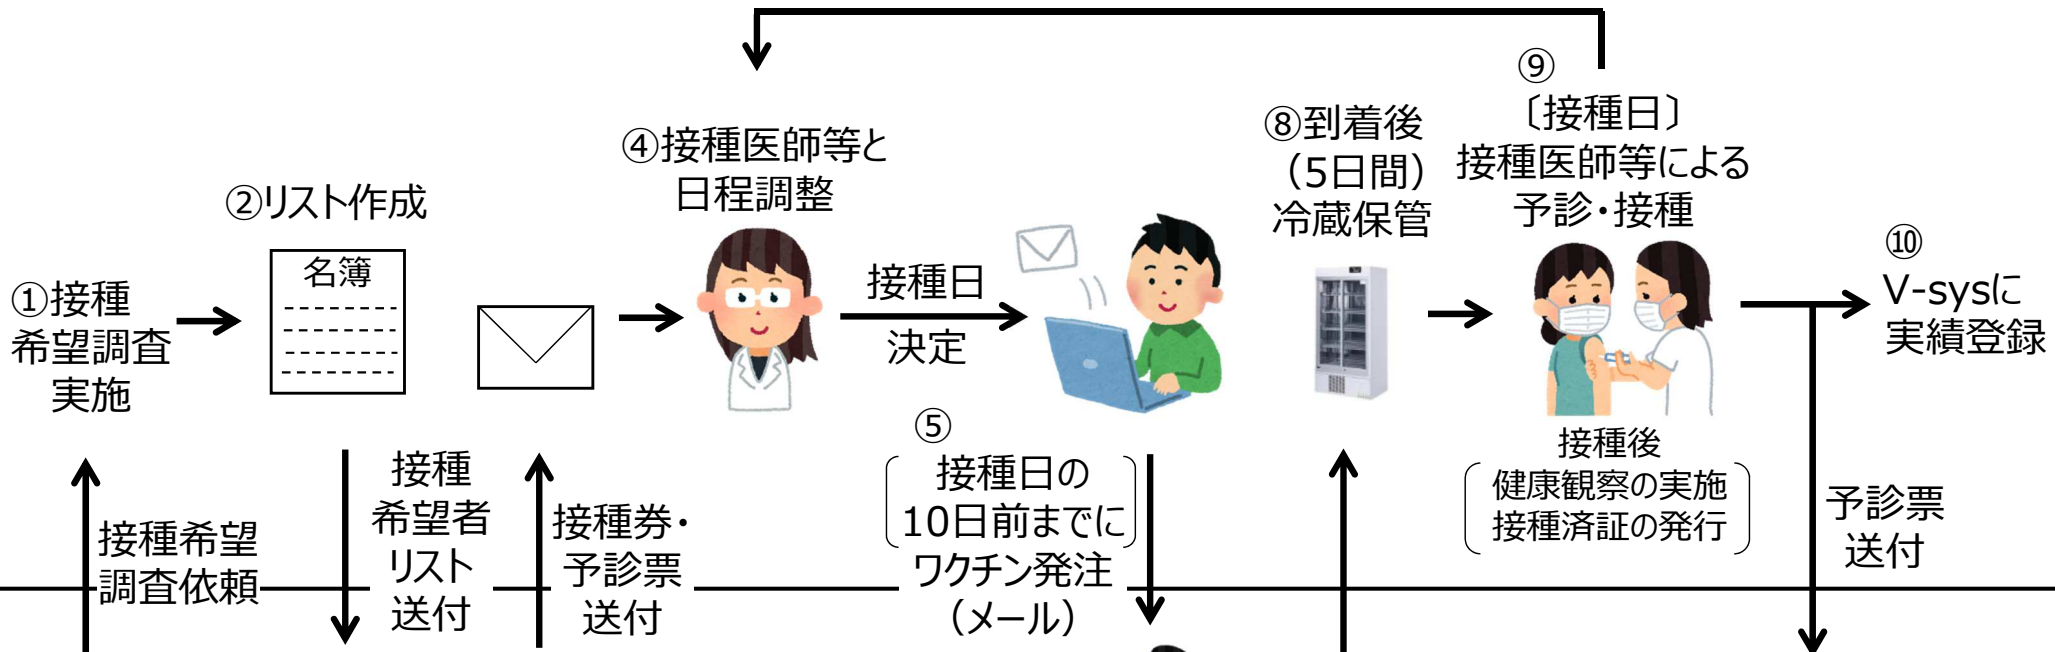 ①接種
希望調査
実施
②リスト作成
名簿
④接種医師等と
日程調整
接種日
決定
⑧到着後
（5日間）
冷蔵保管
⑨
〔接種日〕
接種医師等による
予診・接種
⑩
V-sysに
実績登録
接種希望
調査依頼
接種
希望者
リスト
送付
接種券・
予診票
送付
⑤
接種日の
10日前までに
ワクチン発注
（メール）
接種後
健康観察の実施
接種済証の発行
予診票
送付